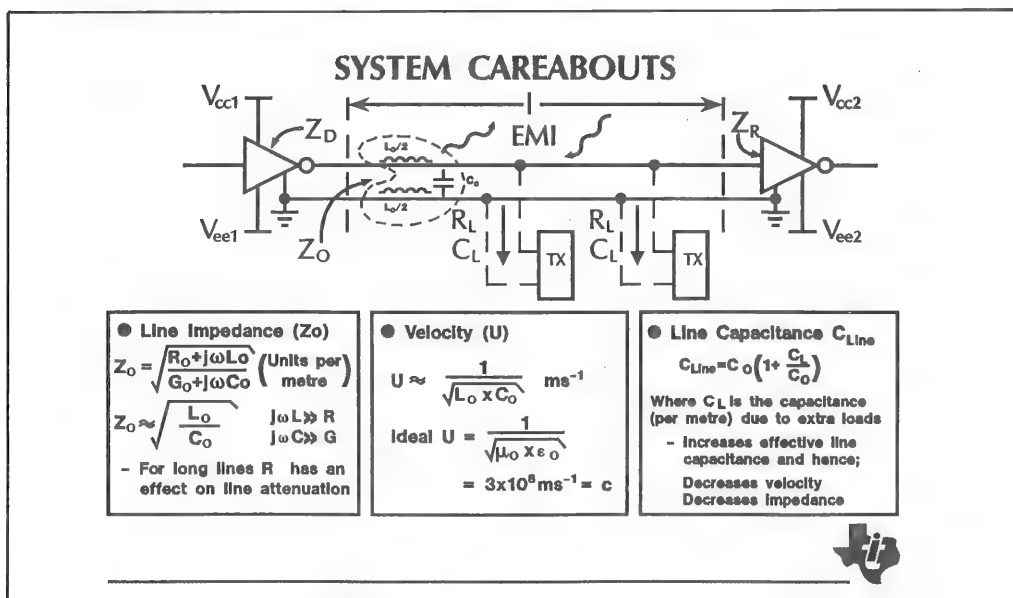 SYSTEM CAREABOUTS
Vcc1
l
Vcc2
ZD
EMI
ZR
Lo/2
Co
Lo/2
Vee1
ZO
RL
CL
TX
RL
CL
TX
Vee2
● Line Impedance (Zo)
ZO = √((RO+jωLo)/(GO+jωCo)) (Units per metre)
ZO ≈ √(LO/CO) jωL≫ R
jωC≫ G
– For long lines R has an
effect on line attenuation
● Velocity (U)
U ≈ 1/√(LO x CO) ms⁻¹
Ideal U = 1/√(μO x εO)
= 3x10⁸ms⁻¹ = c
● Line Capacitance CLine
CLine=CO(1+ CL/CO)
Where CL is the capacitance
(per metre) due to extra loads
– Increases effective line
capacitance and hence;
Decreases velocity
Decreases impedance
i